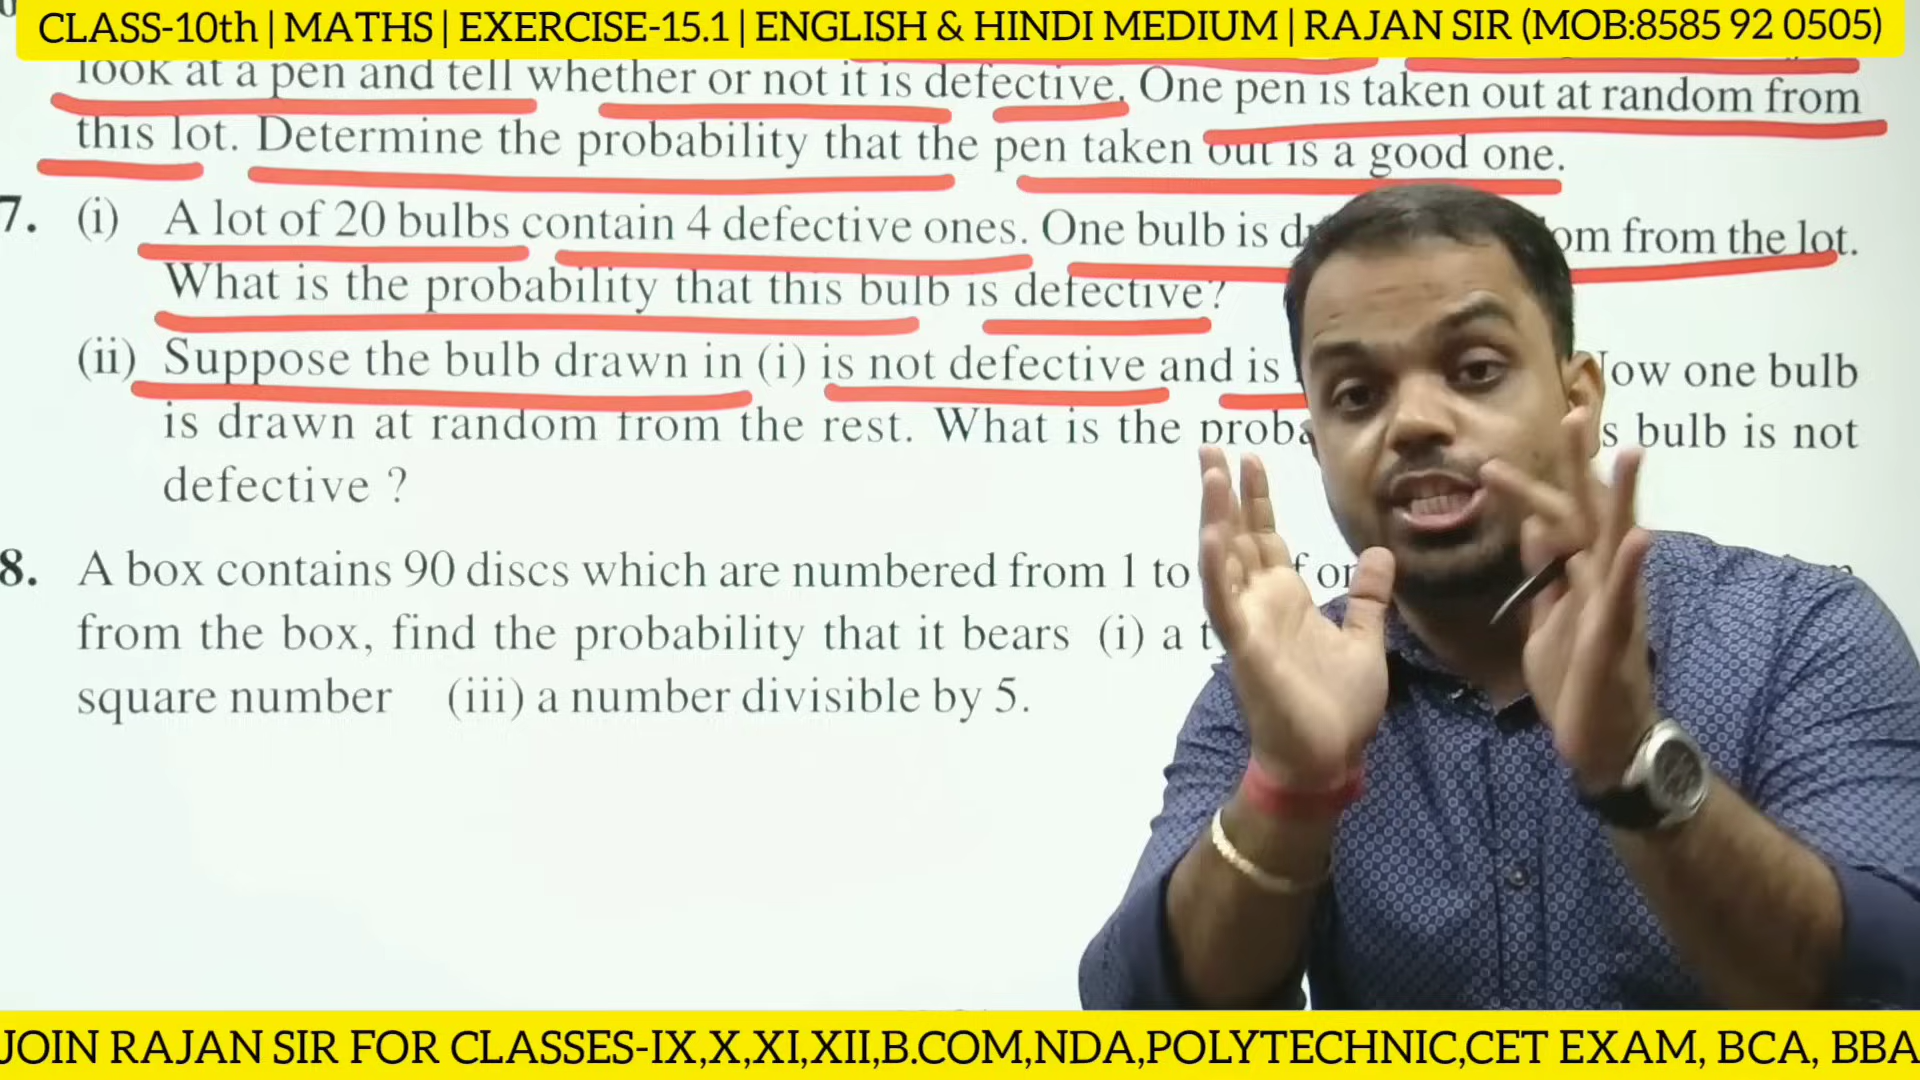 CLASS-10th | MATHS | EXERCISE-15.1 | ENGLISH & HINDI MEDIUM | RAJAN SIR (MOB:8585 92 0505)
look at a pen and tell whether or not it is defective. One pen is taken out at random from
this lot. Determine the probability that the pen taken out is a good one.
7. (i) A lot of 20 bulbs contain 4 defective ones. One bulb is from the lot.
What is the probability that this bulb is defective?
(ii) Suppose the bulb drawn in (i) is not defective and is Now one bulb
is drawn at random from the rest. What is the bulb is not
defective ?
8. A box contains 90 discs which are numbered from 1 to
from the box, find the probability that it bears (i) a
square number (iii) a number divisible by 5.
JOIN RAJAN SIR FOR CLASSES-IX,X,XI,XII,B.COM,NDA,POLYTECHNIC,CET EXAM, BCA, BBA